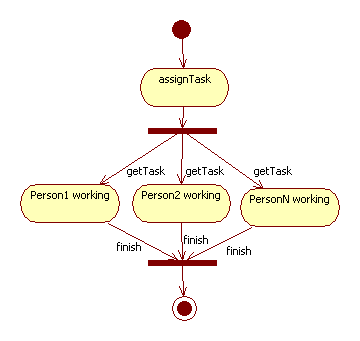 assignTask
getTask
getTask
getTask
Person1 working
Person2 working
PersonN working
finish
finish
finish